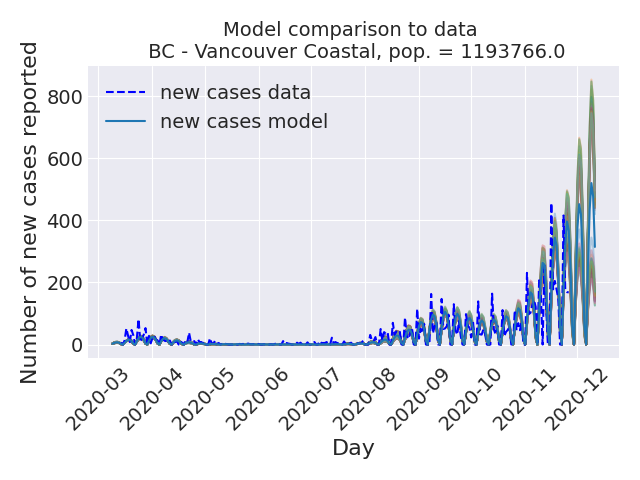 Model comparison to data
BC - Vancouver Coastal, pop. = 1193766.0
new cases data
new cases model
Number of new cases reported
800
600
400
200
0
2020-03
2020-04
2020-05
2020-06
2020-07
2020-08
2020-09
2020-10
2020-11
2020-12
Day